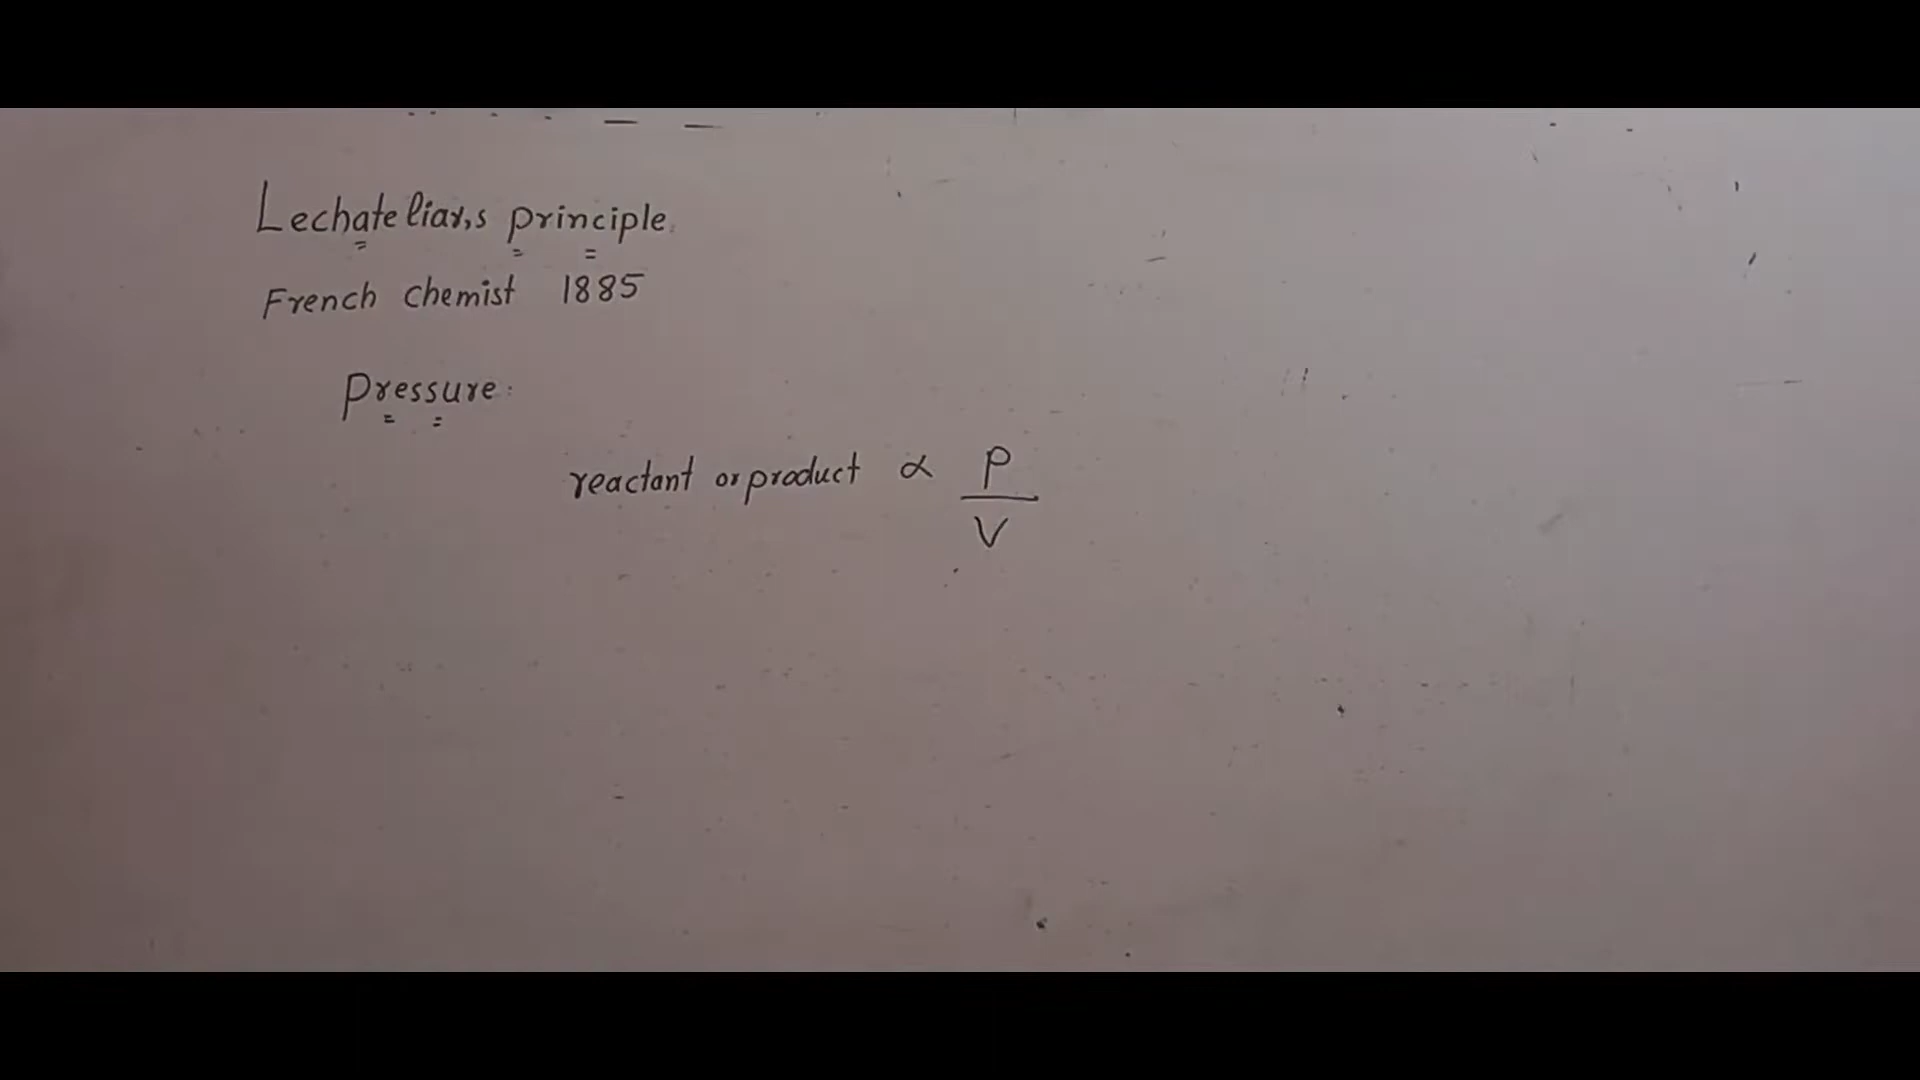 Lechateliar,s principle.
French chemist 1885
Pressure:
reactant or product ∝ P
V